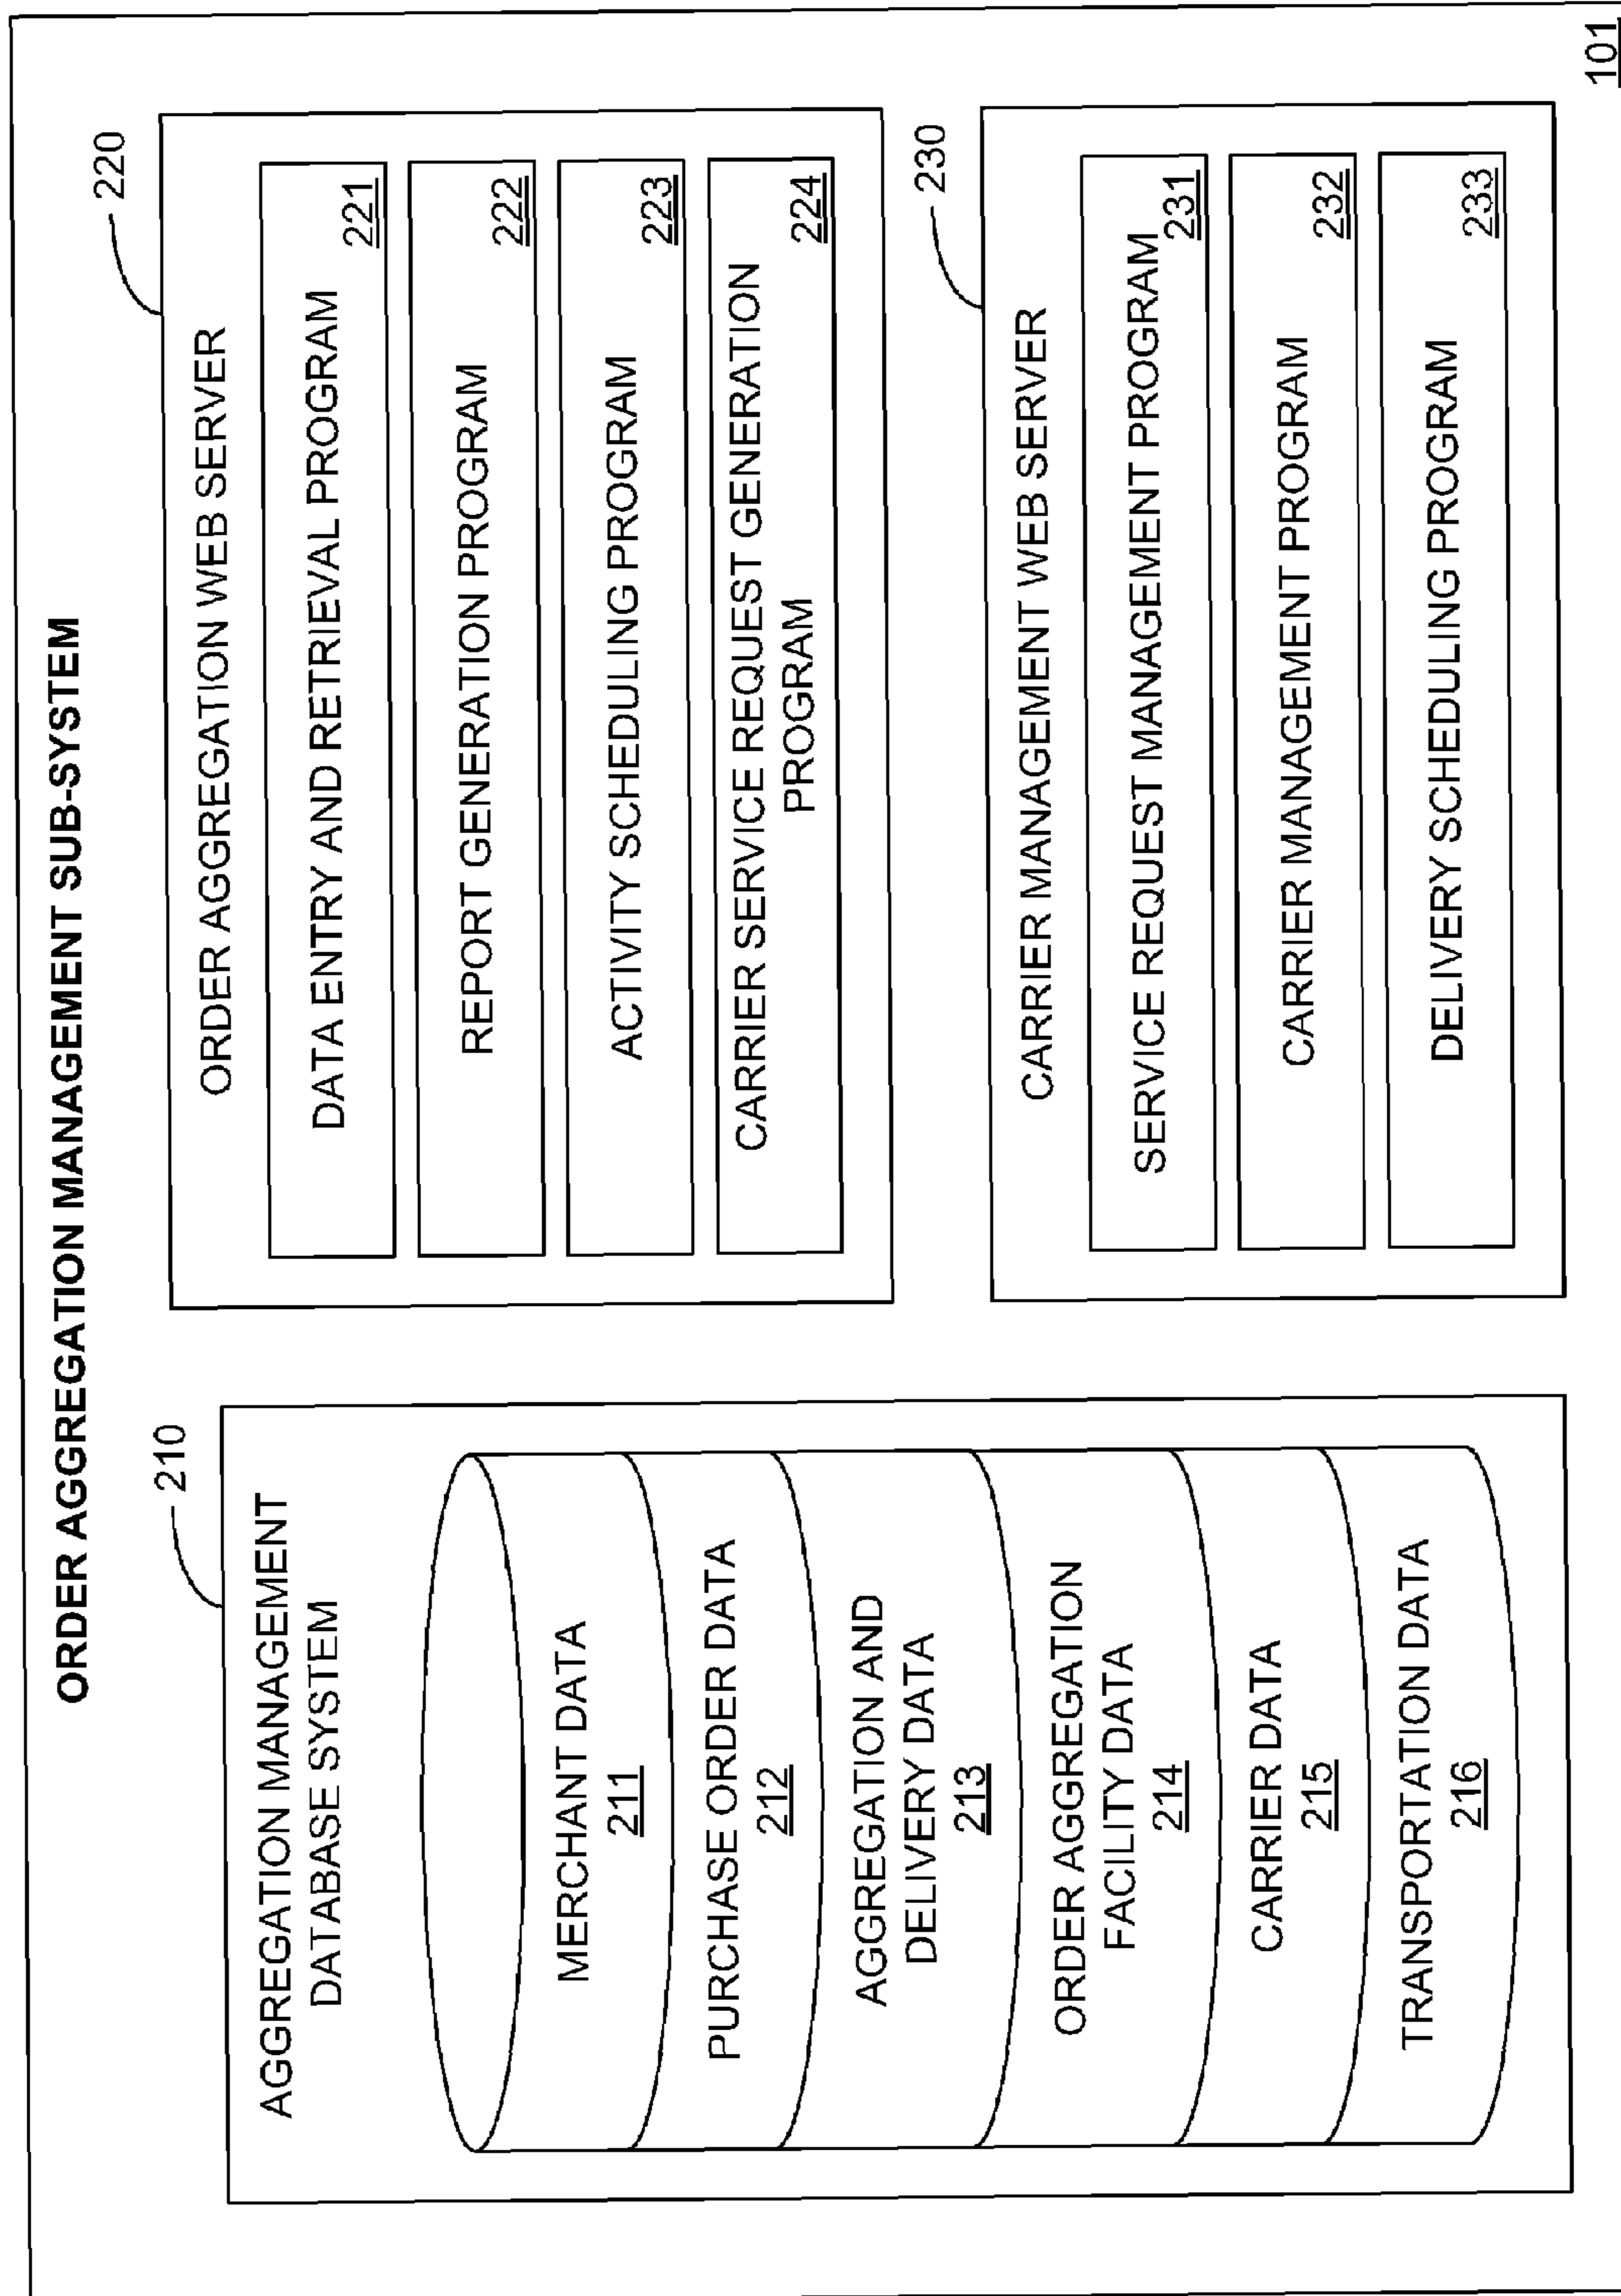 ORDER AGGREGATION MANAGEMENT SUB-SYSTEM
210
AGGREGATION MANAGEMENT
DATABASE SYSTEM
MERCHANT DATA
211
PURCHASE ORDER DATA
212
AGGREGATION AND
DELIVERY DATA
213
ORDER AGGREGATION
FACILITY DATA
214
CARRIER DATA
215
TRANSPORTATION DATA
216
220
ORDER AGGREGATION WEB SERVER
DATA ENTRY AND RETRIEVAL PROGRAM
221
REPORT GENERATION PROGRAM
222
ACTIVITY SCHEDULING PROGRAM
223
CARRIER SERVICE REQUEST GENERATION
PROGRAM
224
230
CARRIER MANAGEMENT WEB SERVER
SERVICE REQUEST MANAGEMENT PROGRAM
231
CARRIER MANAGEMENT PROGRAM
232
DELIVERY SCHEDULING PROGRAM
233
101